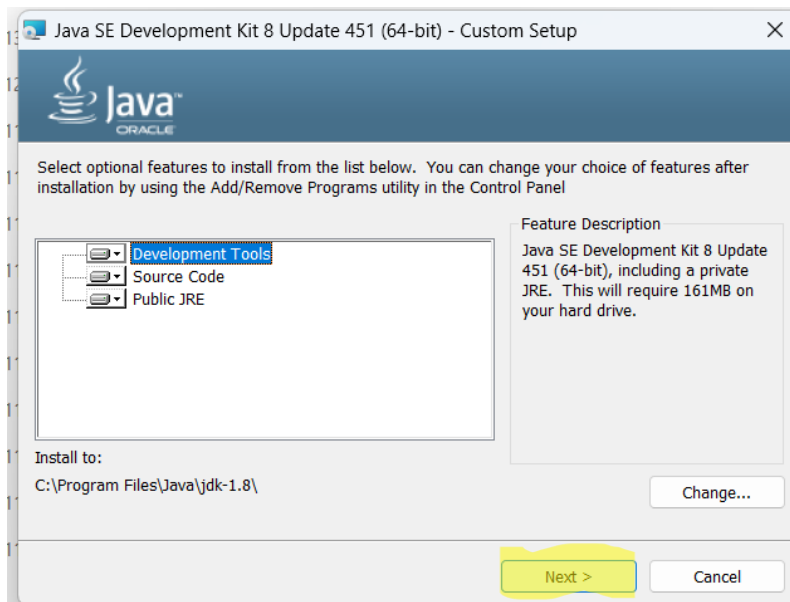 Java SE Development Kit 8 Update 451 (64-bit) - Custom Setup
Java™
ORACLE
Select optional features to install from the list below.  You can change your choice of features after
installation by using the Add/Remove Programs utility in the Control Panel
Development Tools
Source Code
Public JRE
Feature Description
Java SE Development Kit 8 Update
451 (64-bit), including a private
JRE.  This will require 161MB on
your hard drive.
Install to:
C:\Program Files\Java\jdk-1.8\
Change...
Next >
Cancel